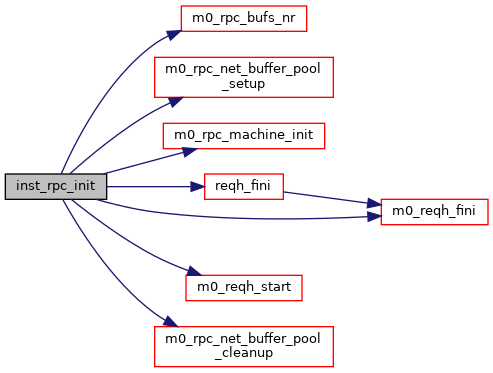 m0_rpc_bufs_nr
m0_rpc_net_buffer_pool
_setup
m0_rpc_machine_init
inst_rpc_init
reqh_fini
m0_reqh_fini
m0_reqh_start
m0_rpc_net_buffer_pool
_cleanup